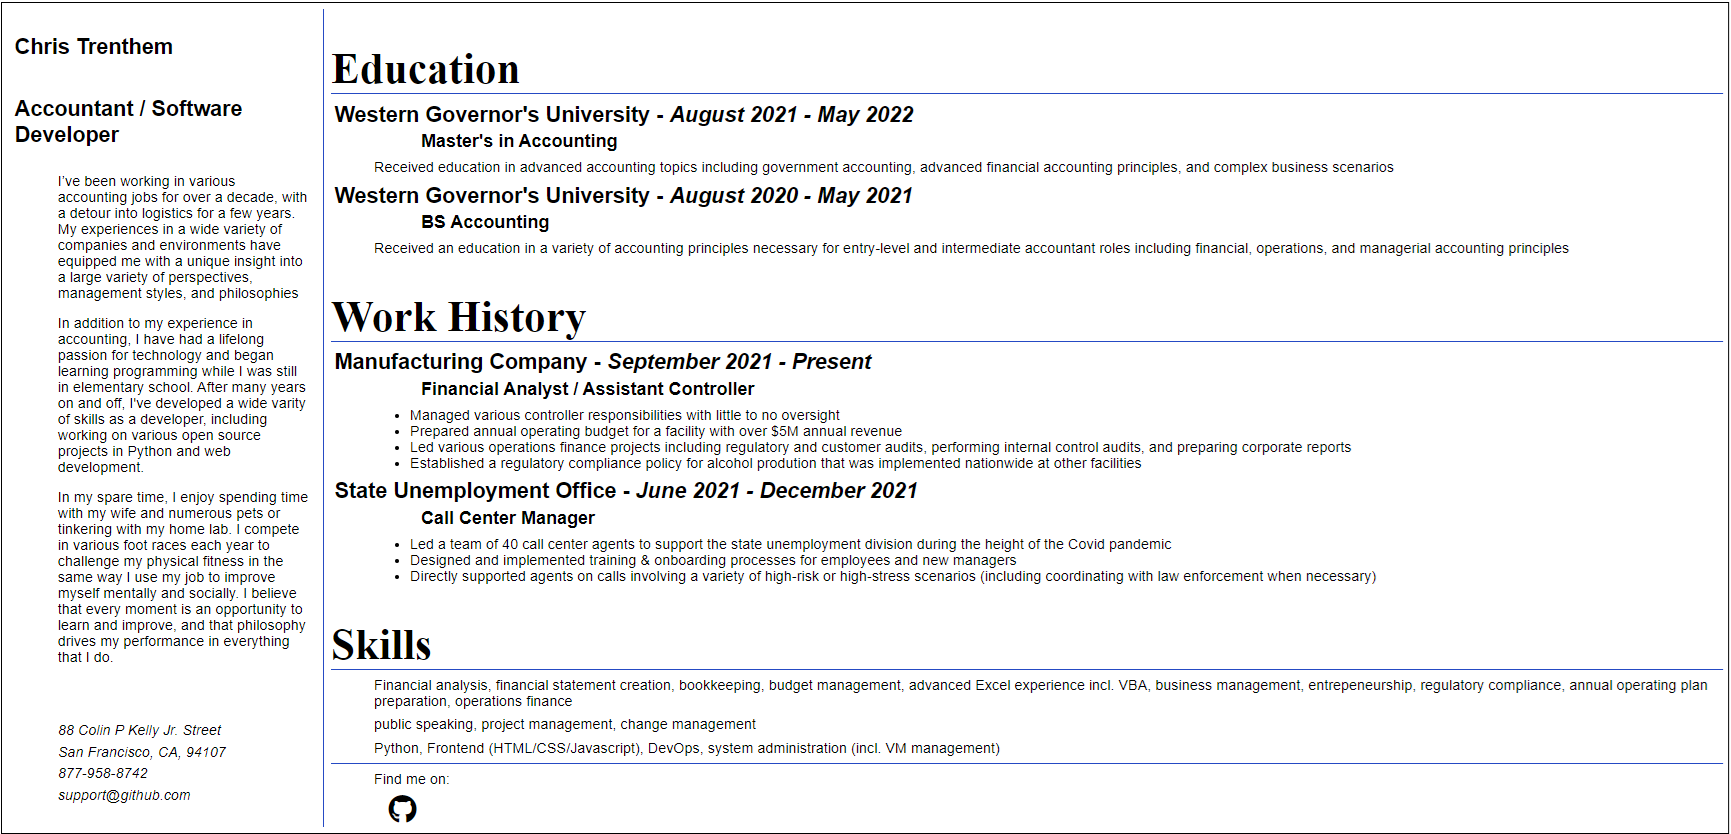 Chris Trenthem
Accountant / Software
Developer
I've been working in various
accounting jobs for over a decade, with
a detour into logistics for a few years.
My experiences in a wide variety of
companies and environments have
equipped me with a unique insight into
a large variety of perspectives,
management styles, and philosophies
In addition to my experience in
accounting, I have had a lifelong
passion for technology and began
learning programming while I was still
in elementary school. After many years
on and off, I've developed a wide varity
of skills as a developer, including
working on various open source
projects in Python and web
development.
In my spare time, I enjoy spending time
with my wife and numerous pets or
tinkering with my home lab. I compete
in various foot races each year to
challenge my physical fitness in the
same way I use my job to improve
myself mentally and socially. I believe
that every moment is an opportunity to
learn and improve, and that philosophy
drives my performance in everything
that I do.
88 Colin P Kelly Jr. Street
San Francisco, CA, 94107
877-958-8742
support@github.com
Education
Western Governor's University - August 2021 - May 2022
Master's in Accounting
Received education in advanced accounting topics including government accounting, advanced financial accounting principles, and complex business scenarios
Western Governor's University - August 2020 - May 2021
BS Accounting
Received an education in a variety of accounting principles necessary for entry-level and intermediate accountant roles including financial, operations, and managerial accounting principles
Work History
Manufacturing Company - September 2021 - Present
Financial Analyst / Assistant Controller
• Managed various controller responsibilities with little to no oversight
• Prepared annual operating budget for a facility with over $5M annual revenue
• Led various operations finance projects including regulatory and customer audits, performing internal control audits, and preparing corporate reports
• Established a regulatory compliance policy for alcohol prodution that was implemented nationwide at other facilities
State Unemployment Office - June 2021 - December 2021
Call Center Manager
• Led a team of 40 call center agents to support the state unemployment division during the height of the Covid pandemic
• Designed and implemented training & onboarding processes for employees and new managers
• Directly supported agents on calls involving a variety of high-risk or high-stress scenarios (including coordinating with law enforcement when necessary)
Skills
Financial analysis, financial statement creation, bookkeeping, budget management, advanced Excel experience incl. VBA, business management, entrepeneurship, regulatory compliance, annual operating plan
preparation, operations finance
public speaking, project management, change management
Python, Frontend (HTML/CSS/Javascript), DevOps, system administration (incl. VM management)
Find me on: